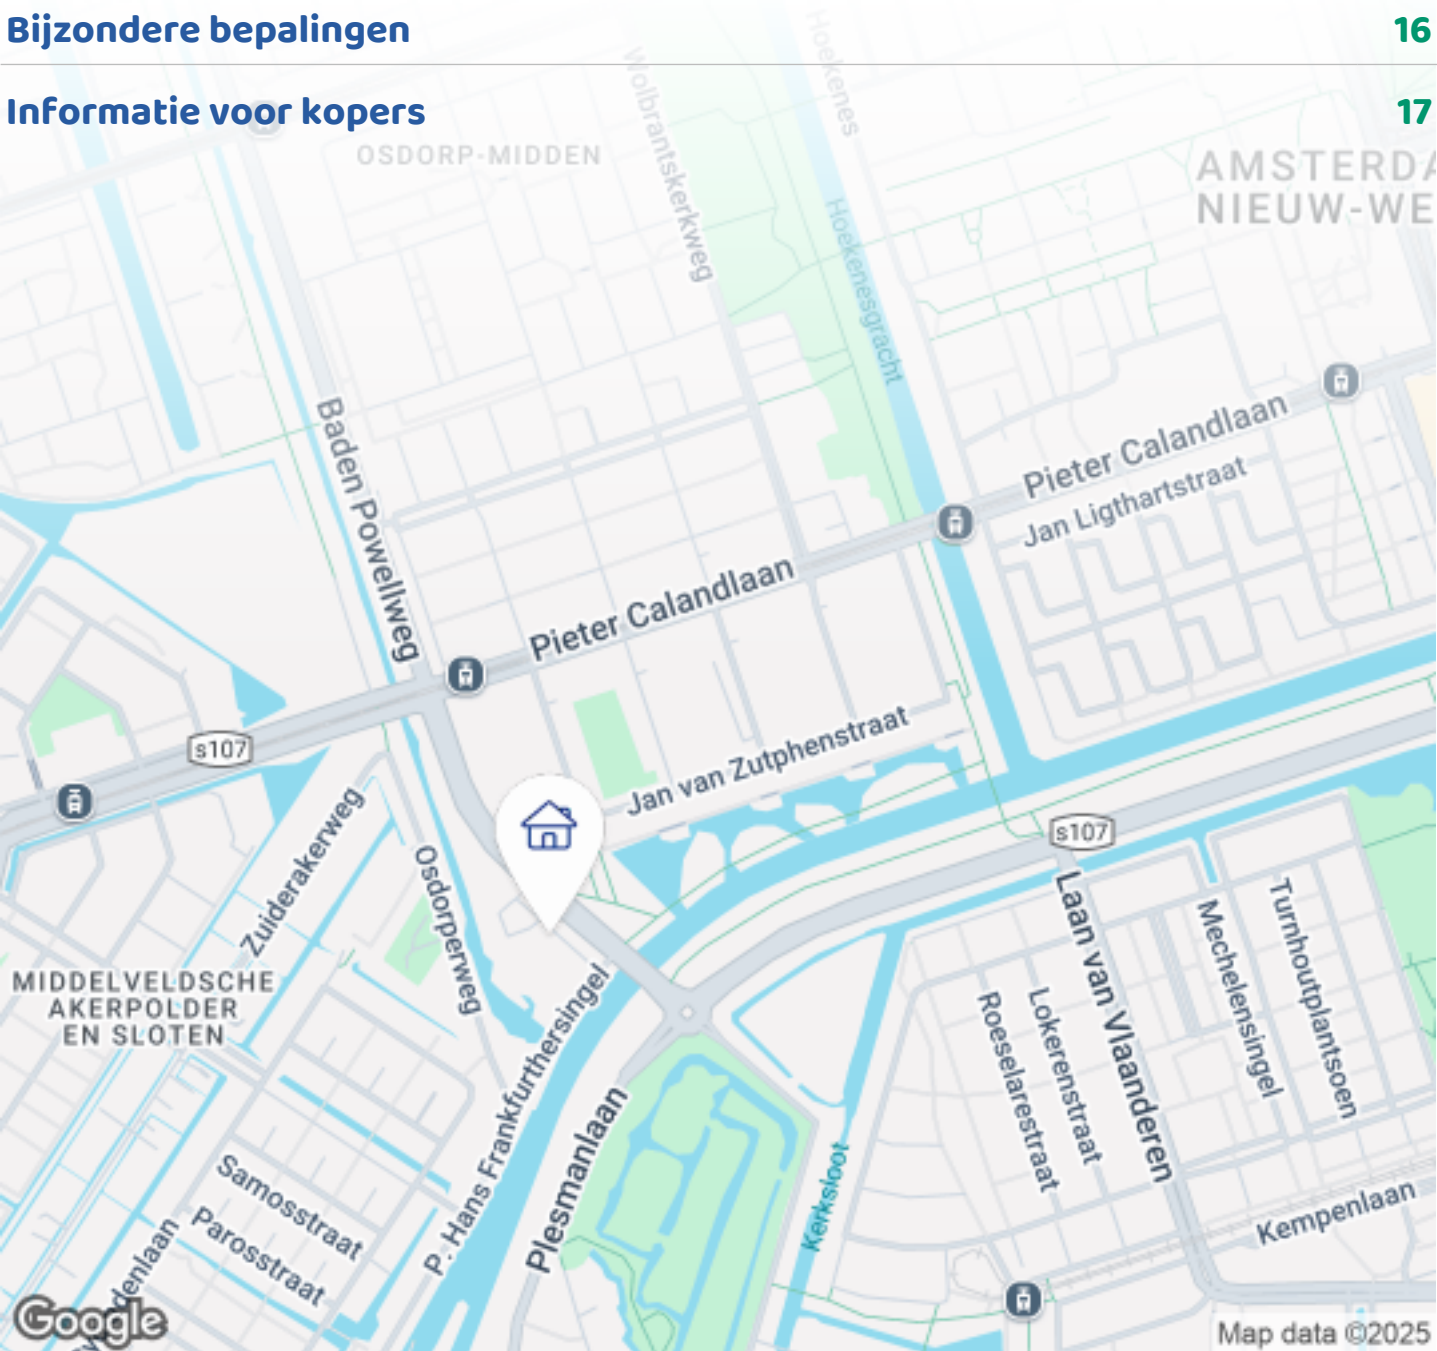 Bijzondere bepalingen 16
Informatie voor kopers 17
Hoekenes
Wolbrantskerkweg
OSDORP-MIDDEN
AMSTERDA
NIEUW-WE
Hoekenesgracht
Baden Powellweg
Pieter Calandlaan
Jan Ligthartstraat
Pieter Calandlaan
s107
Jan van Zutphenstraat
Zuiderakerweg
Osdorperweg
s107
Laan van Vlaanderen
Mechelensingel
Turnhoutplantsoen
MIDDELVELDSCHE
AKERPOLDER
EN SLOTEN
P. Hans Frankfurthersingel
Roeselarestraat
Lokerenstraat
Plesmanlaan
Kerksloot
Samosstraat
Parosstraat
Kempenlaan
denlaan
Google
Map data ©2025